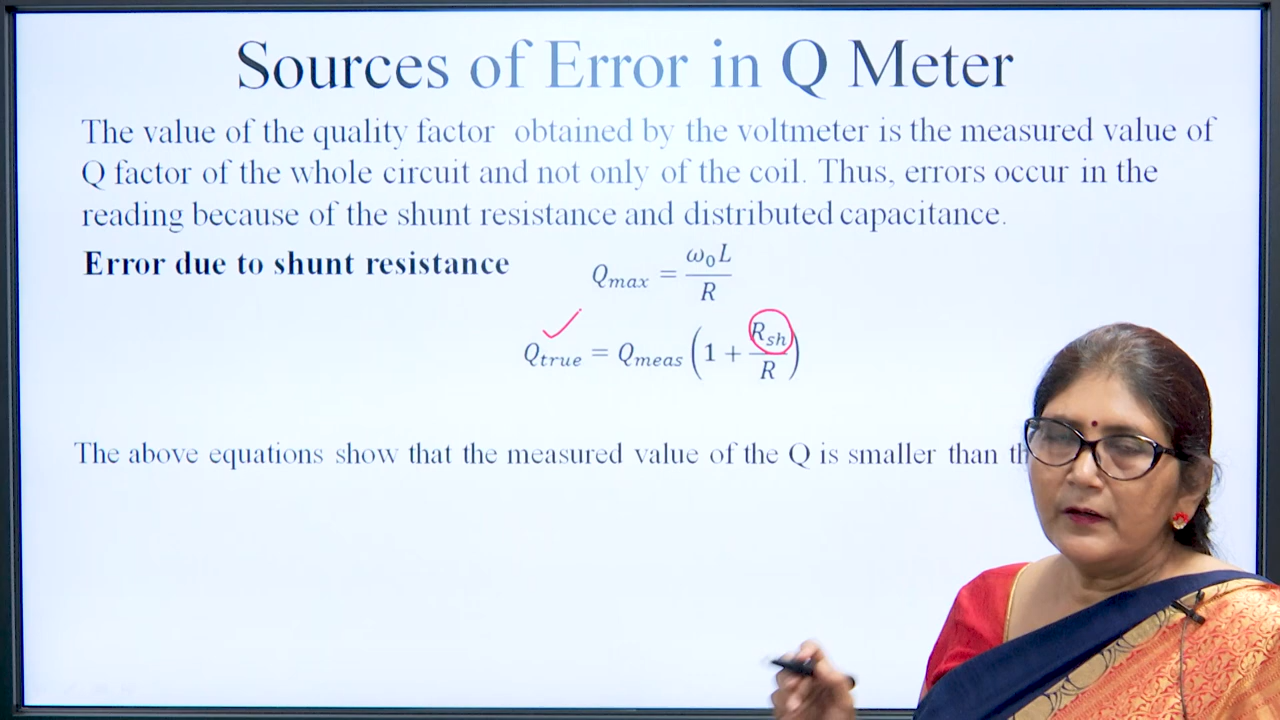 Sources of Error in Q Meter
The value of the quality factor obtained by the voltmeter is the measured value of
Q factor of the whole circuit and not only of the coil. Thus, errors occur in the
reading because of the shunt resistance and distributed capacitance.
Error due to shunt resistance
Q_max = ω₀L / R
Q_true = Q_meas (1 + R_sh / R)
The above equations show that the measured value of the Q is smaller than